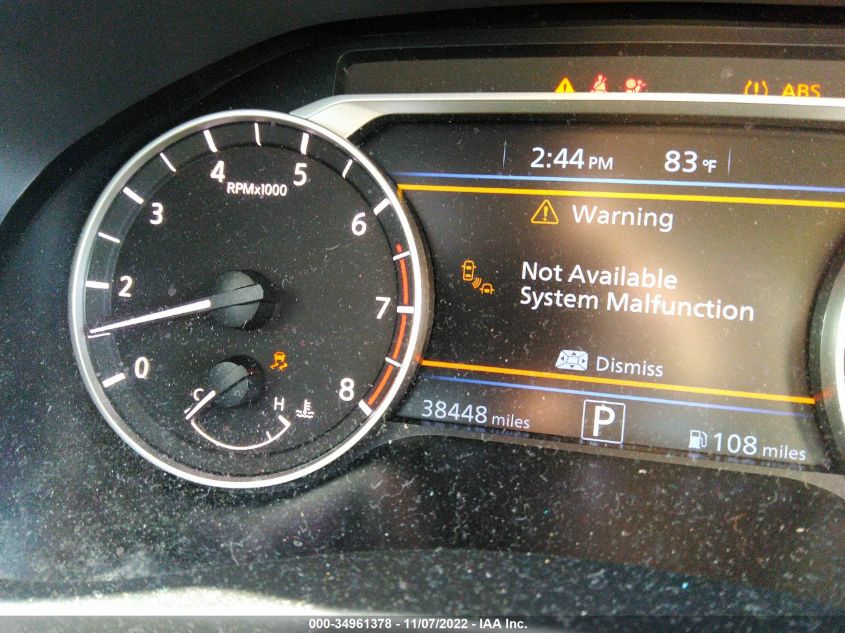 ABS
2:44 PM 83 °F
Warning
Not Available
System Malfunction
Dismiss
38448 miles P 108 miles
4 5
RPMx1000
3 6
2 7
0 8
C H
000-34961378 - 11/07/2022 - IAA Inc.